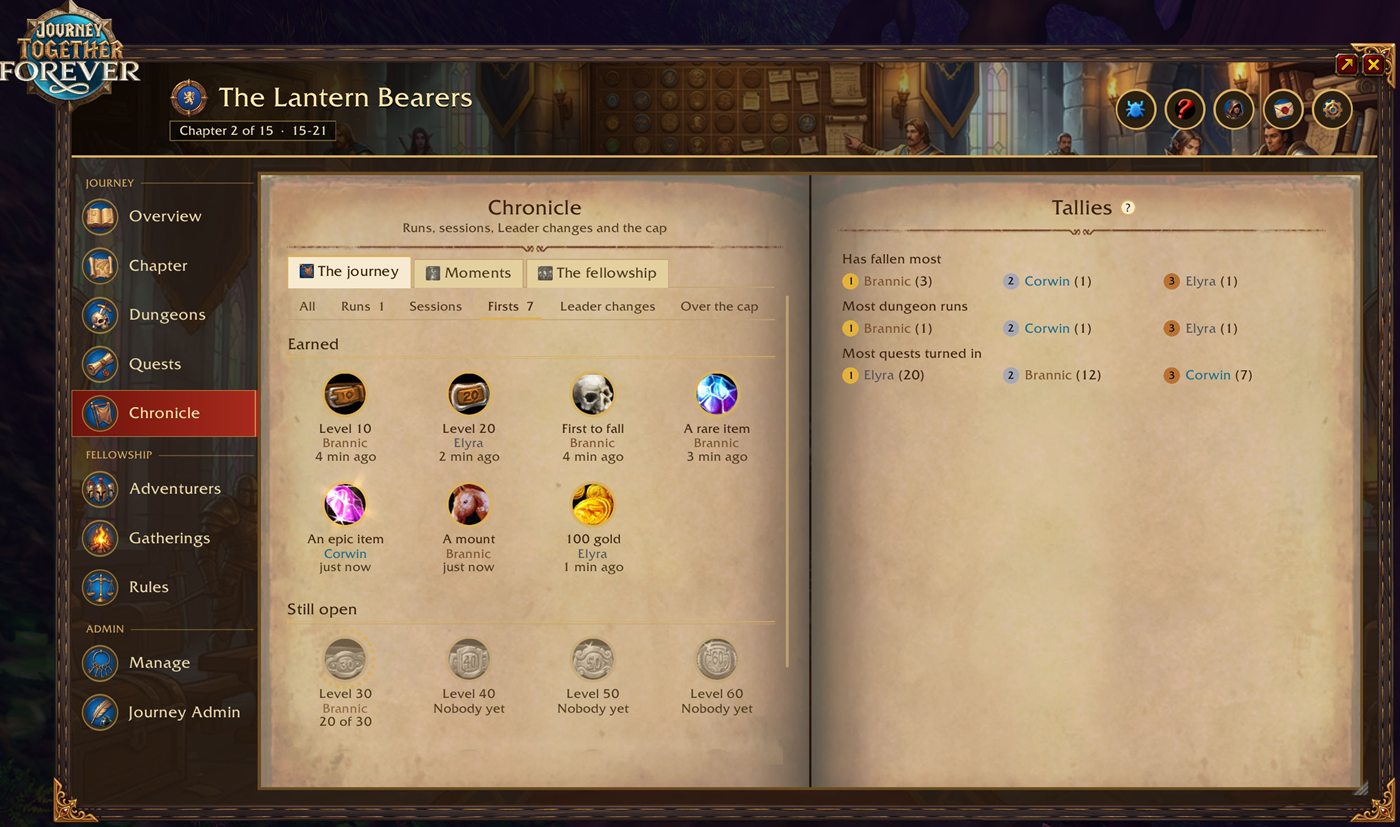 JOURNEY
TOGETHER
FOREVER
The Lantern Bearers
Chapter 2 of 15 · 15-21
?
JOURNEY
Overview
Chapter
Dungeons
Quests
Chronicle
FELLOWSHIP
Adventurers
Gatherings
Rules
ADMIN
Manage
Journey Admin
Chronicle
Runs, sessions, Leader changes and the cap
The journey Moments The fellowship
All Runs 1 Sessions Firsts 7 Leader changes Over the cap
Earned
10 20
Level 10 Level 20 First to fall A rare item
Brannic Elyra Brannic Brannic
4 min ago 2 min ago 4 min ago 3 min ago
An epic item A mount 100 gold
Corwin Brannic Elyra
just now just now 1 min ago
Still open
30 40 50 60
Level 30 Level 40 Level 50 Level 60
Brannic Nobody yet Nobody yet Nobody yet
20 of 30
Tallies ?
Has fallen most
1 Brannic (3) 2 Corwin (1) 3 Elyra (1)
Most dungeon runs
1 Brannic (1) 2 Corwin (1) 3 Elyra (1)
Most quests turned in
1 Elyra (20) 2 Brannic (12) 3 Corwin (7)